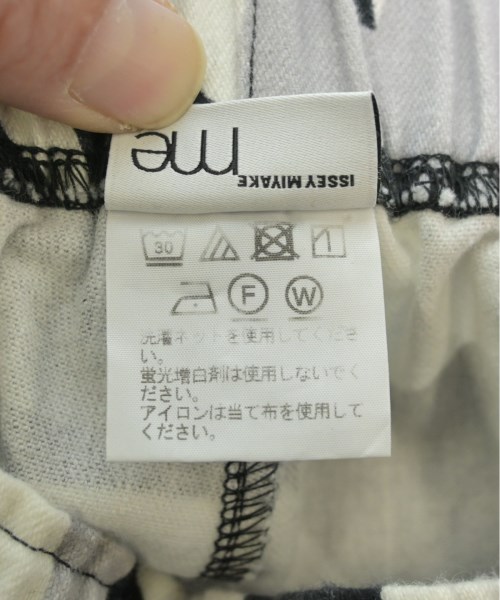 me
ISSEY MIYAKE
30
F W
洗濯ネットを使用してくださ
い。
蛍光増白剤は使用しないでく
ださい。
アイロンは当て布を使用して
ください。